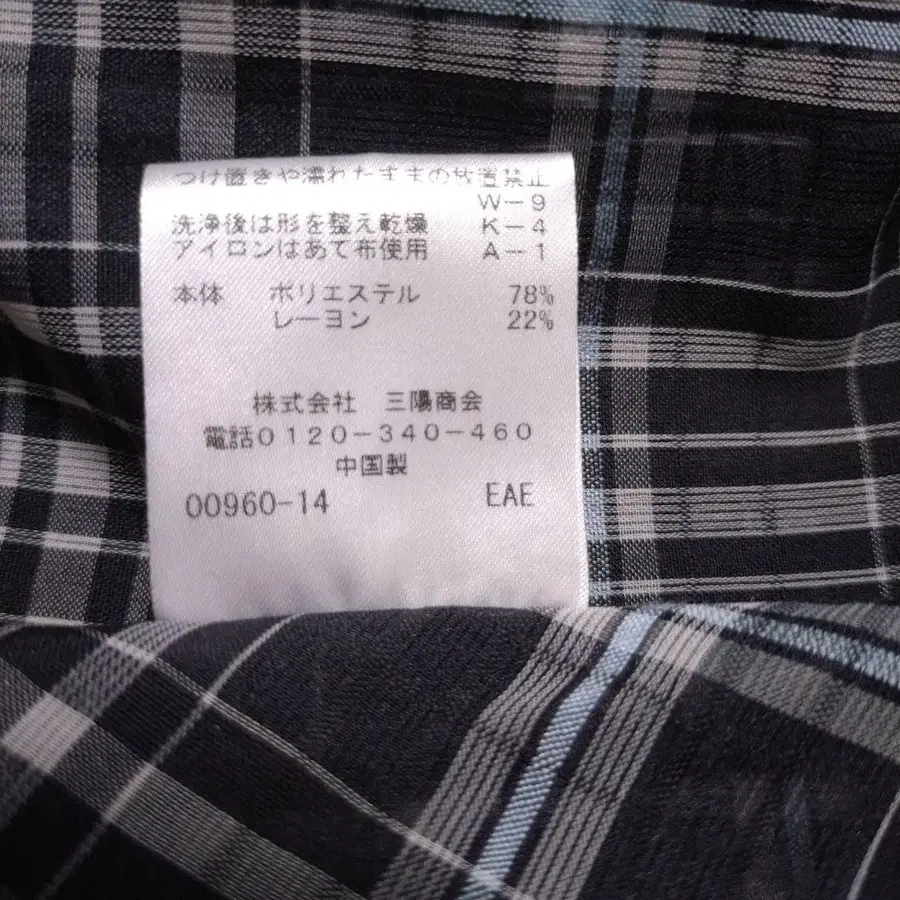 つけ置きや濡れたままの放置禁止
W-9
洗浄後は形を整え乾燥 K-4
アイロンはあて布使用 A-1
本体 ポリエステル 78%
レーヨン 22%
株式会社 三陽商会
電話0120-340-460
中国製
00960-14 EAE